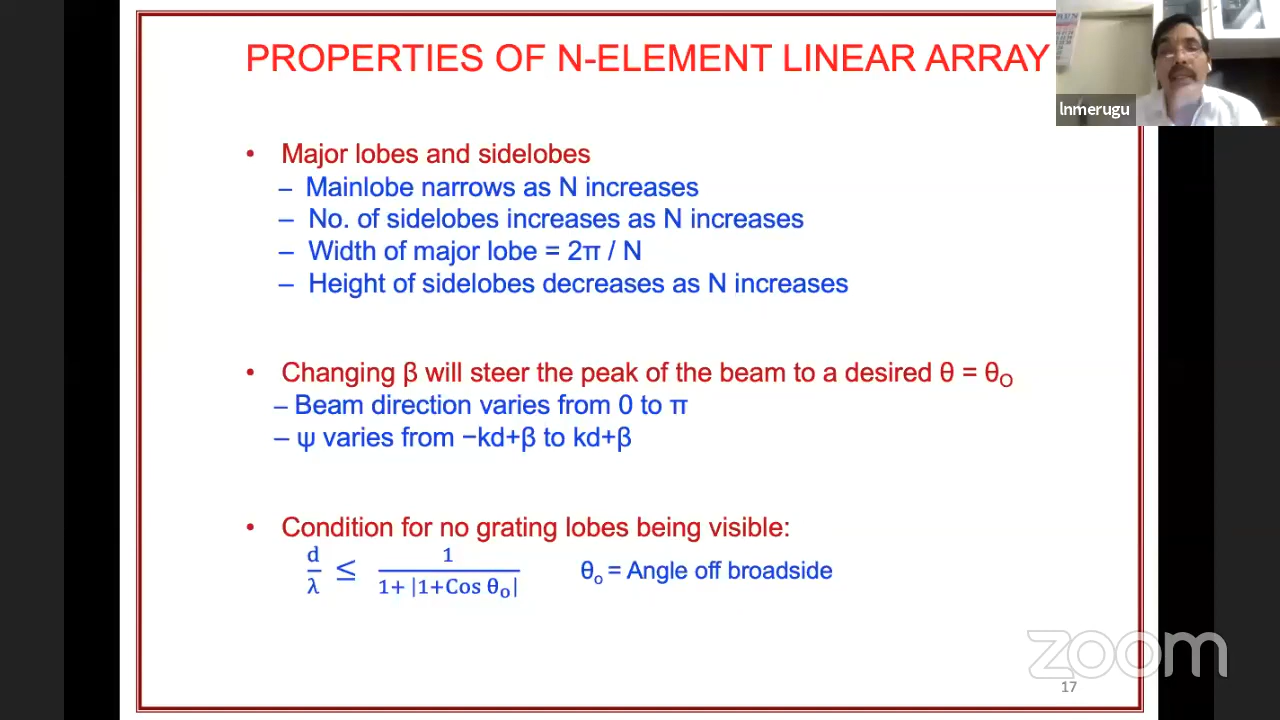 PROPERTIES OF N-ELEMENT LINEAR ARRAY
lnmerugu
• Major lobes and sidelobes
– Mainlobe narrows as N increases
– No. of sidelobes increases as N increases
– Width of major lobe = 2π / N
– Height of sidelobes decreases as N increases
• Changing β will steer the peak of the beam to a desired θ = θO
– Beam direction varies from 0 to π
– ψ varies from −kd+β to kd+β
• Condition for no grating lobes being visible:
d/λ ≤ 1/(1+ |1+Cos θo|) θo = Angle off broadside
zoom
17